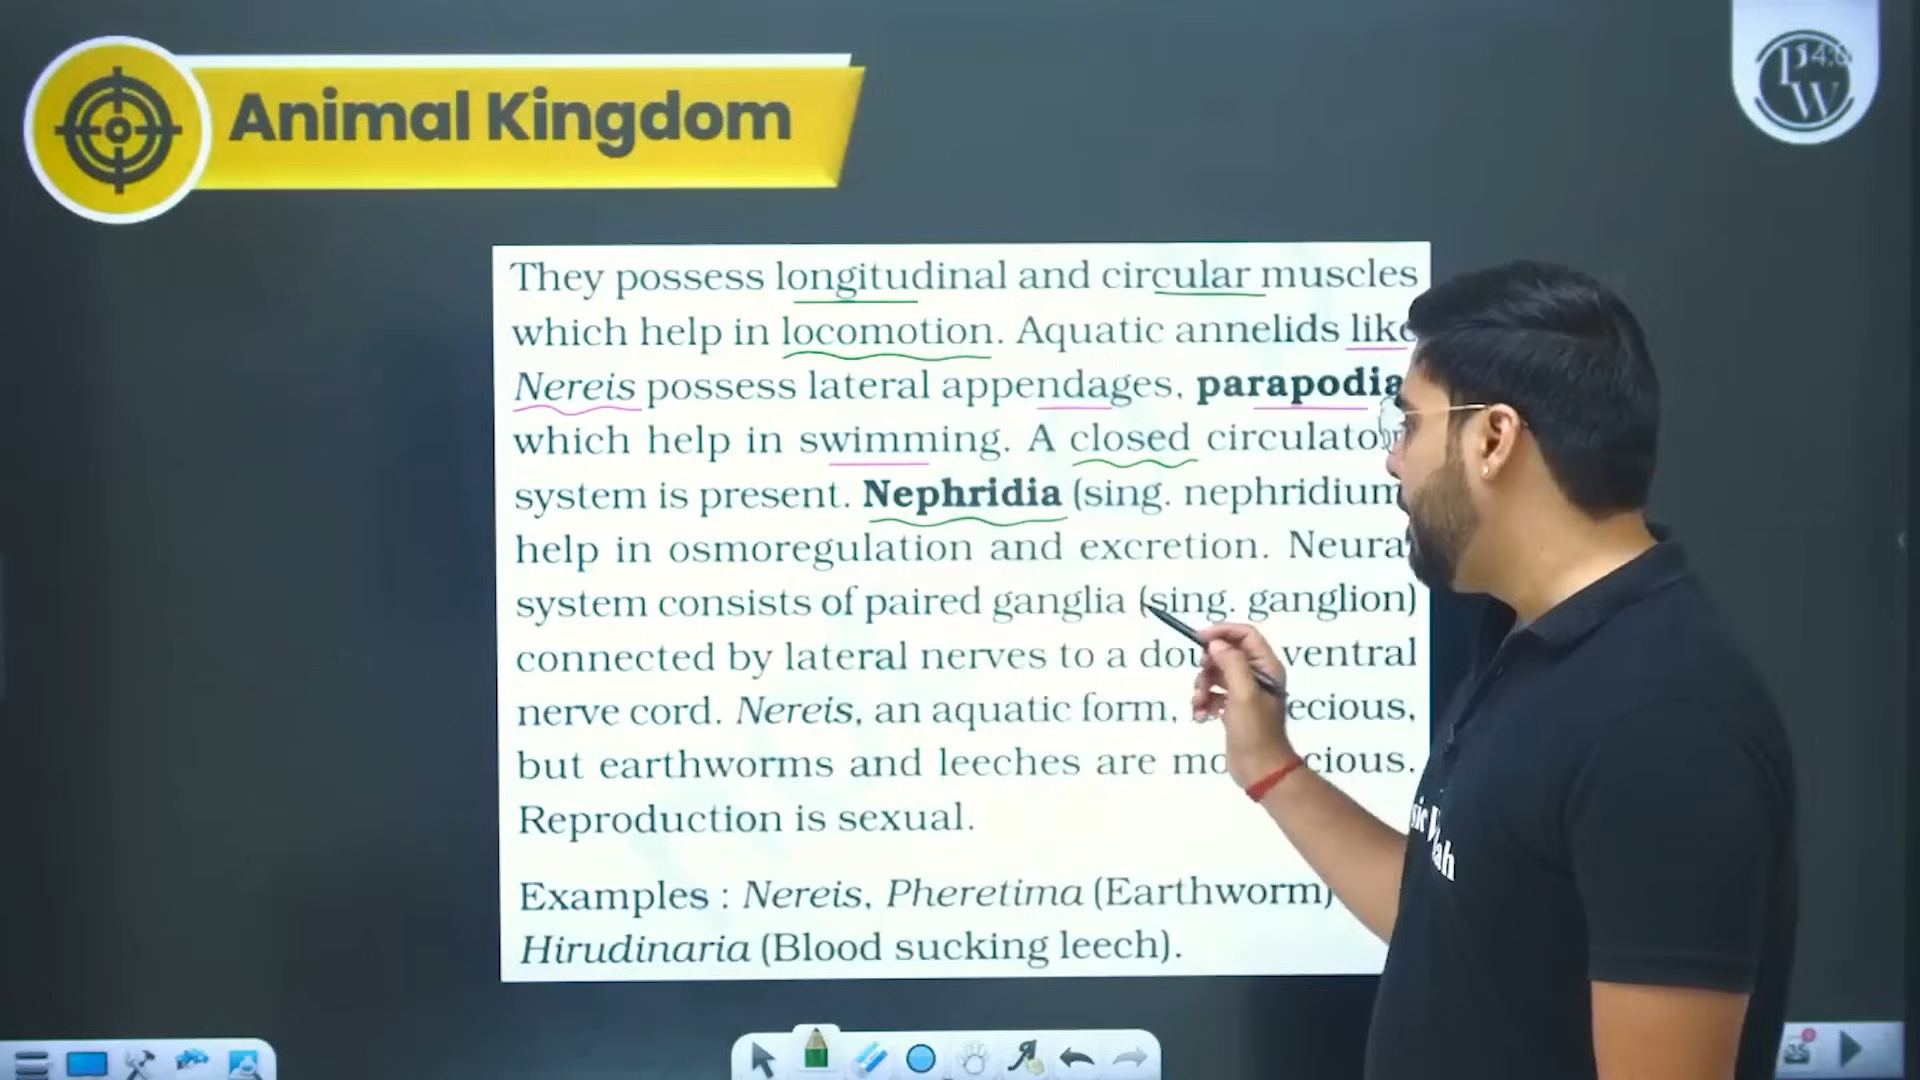 Animal Kingdom
PW
They possess longitudinal and circular muscles
which help in locomotion. Aquatic annelids like
Nereis possess lateral appendages, parapodia
which help in swimming. A closed
system is present. Nephridia (sing. nephridium
help in osmoregulation and excretion.
system consists of paired ganglia (sing. ganglion)
connected by lateral nerves to a ventral
nerve cord. Nereis, an aquatic form,
but earthworms and leeches are
Reproduction is sexual.
Examples : Nereis, Pheretima (Earthworm)
Hirudinaria (Blood sucking leech).